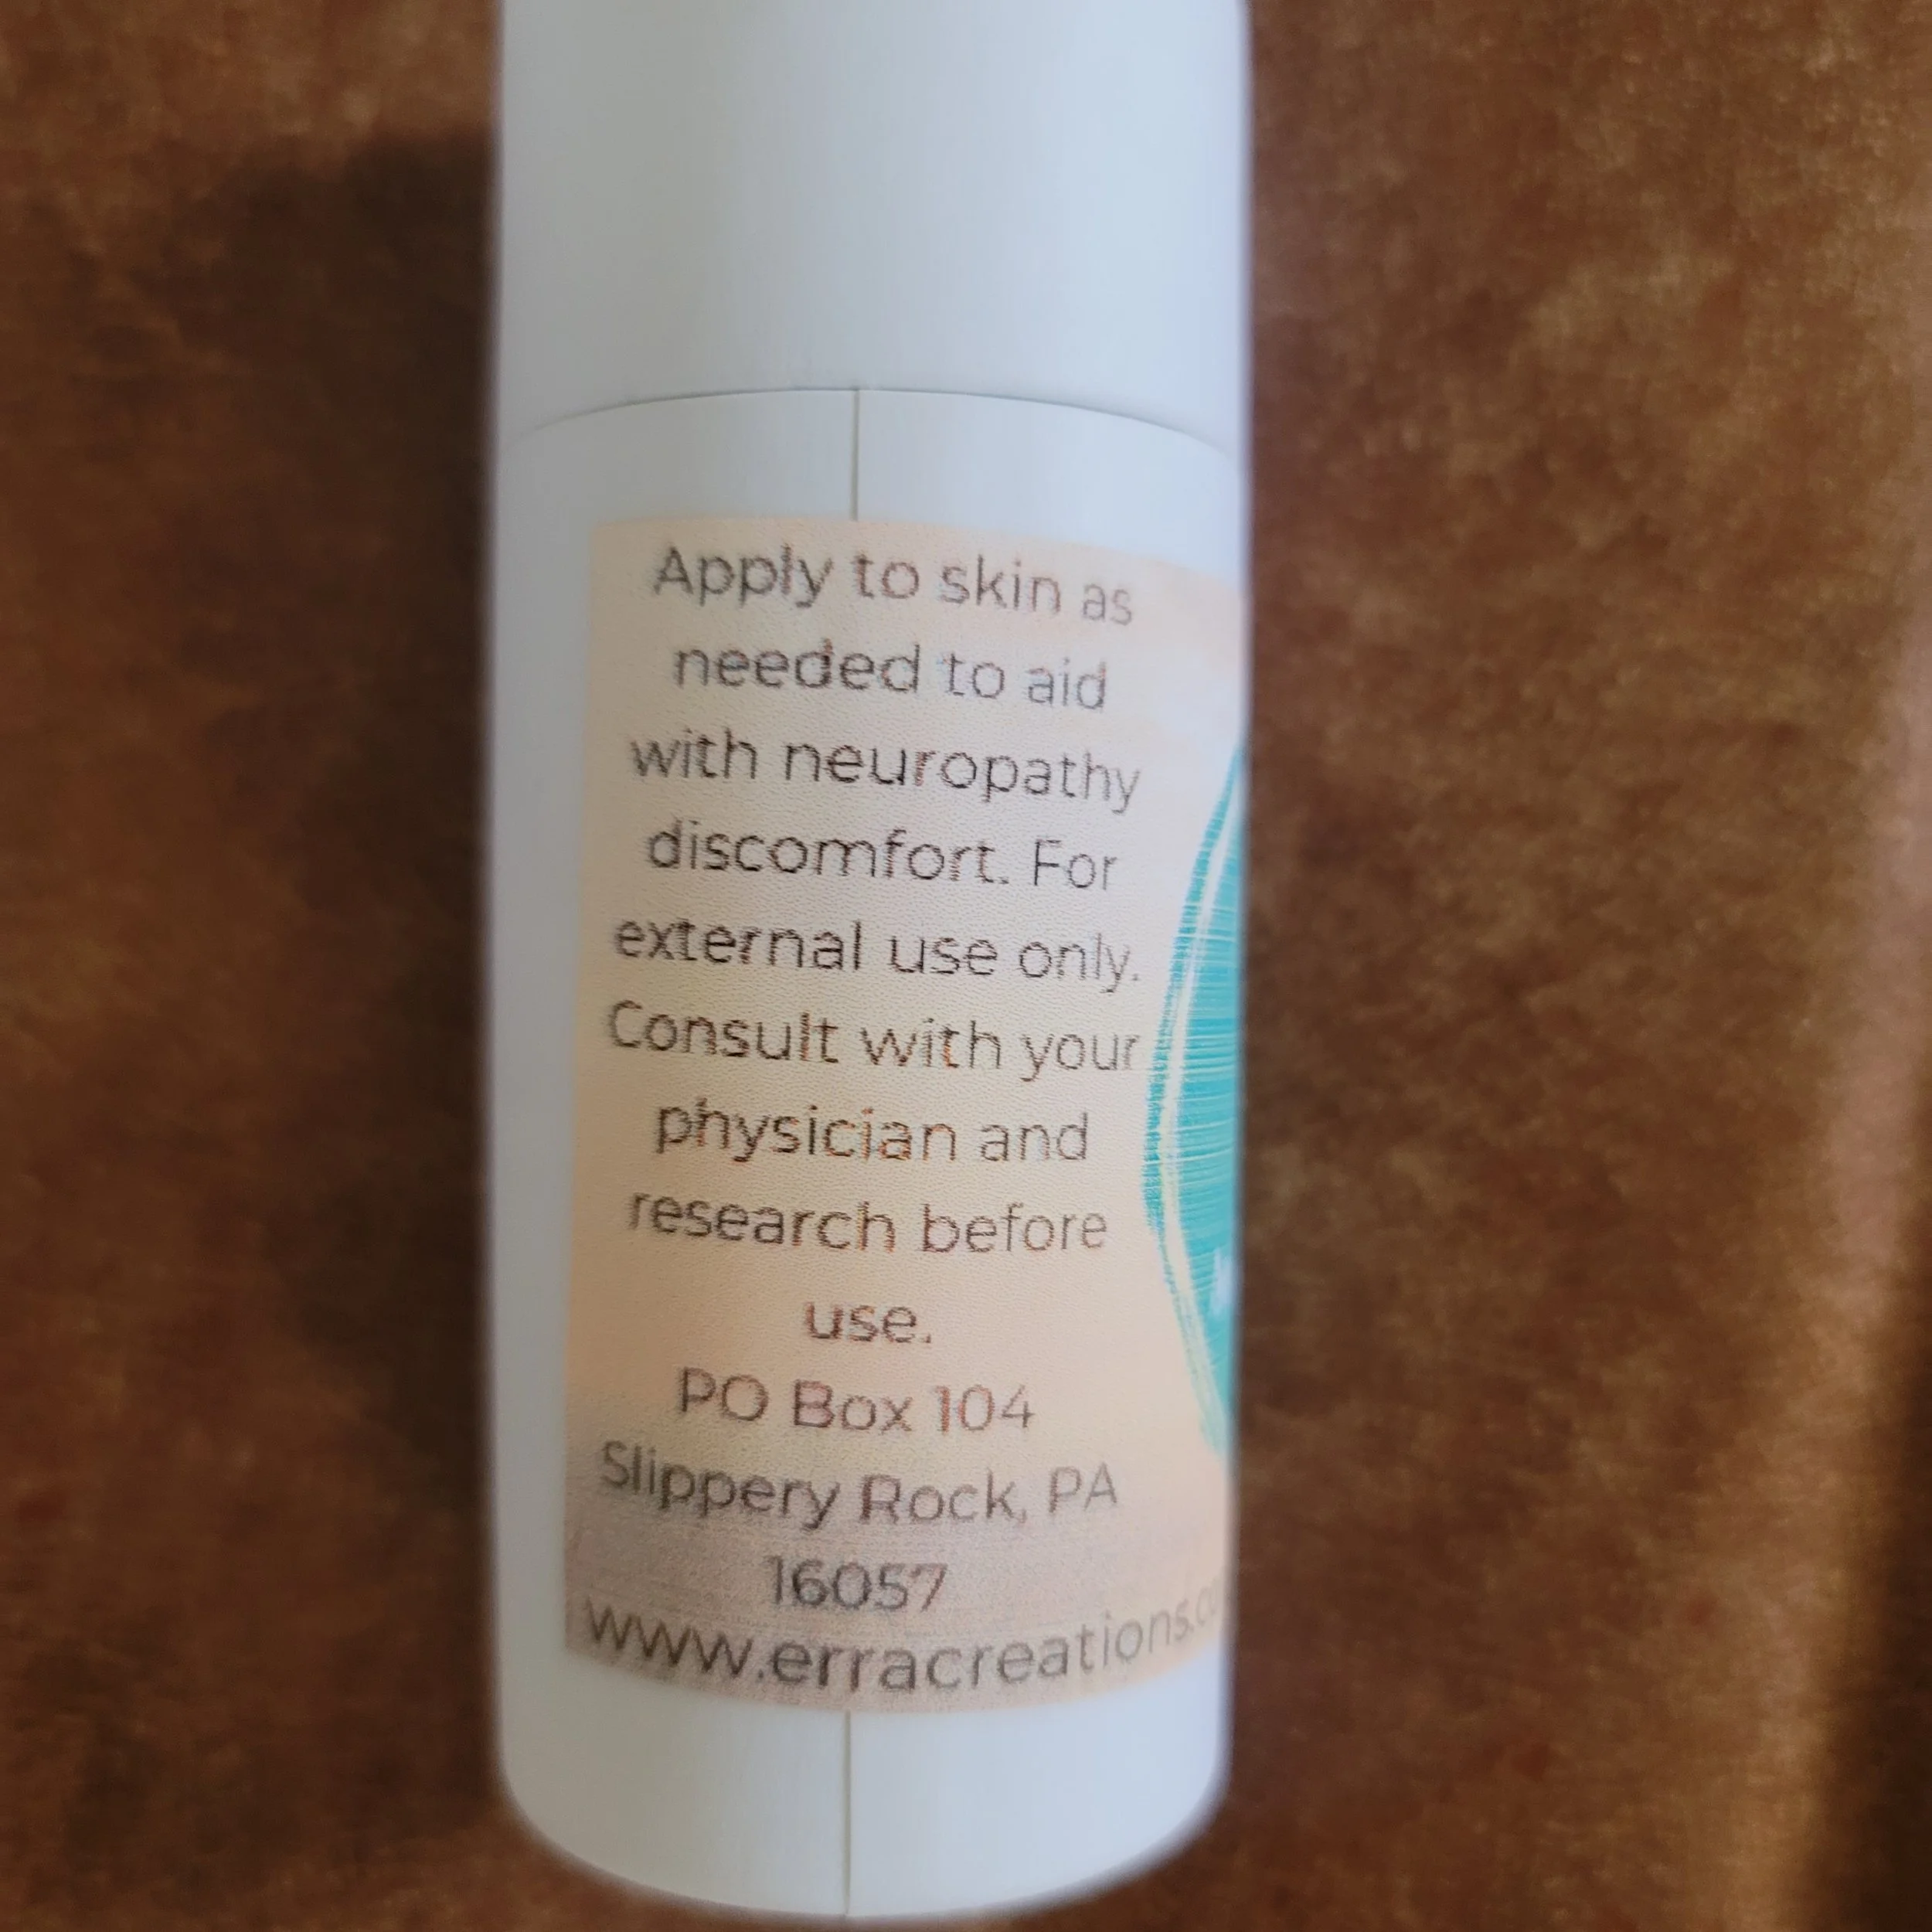 Apply to skin as
needed to aid
with neuropathy
discomfort. For
external use only.
Consult with your
physician and
research before
use.
PO Box 104
Slippery Rock, PA
16057
www.erracreations.co